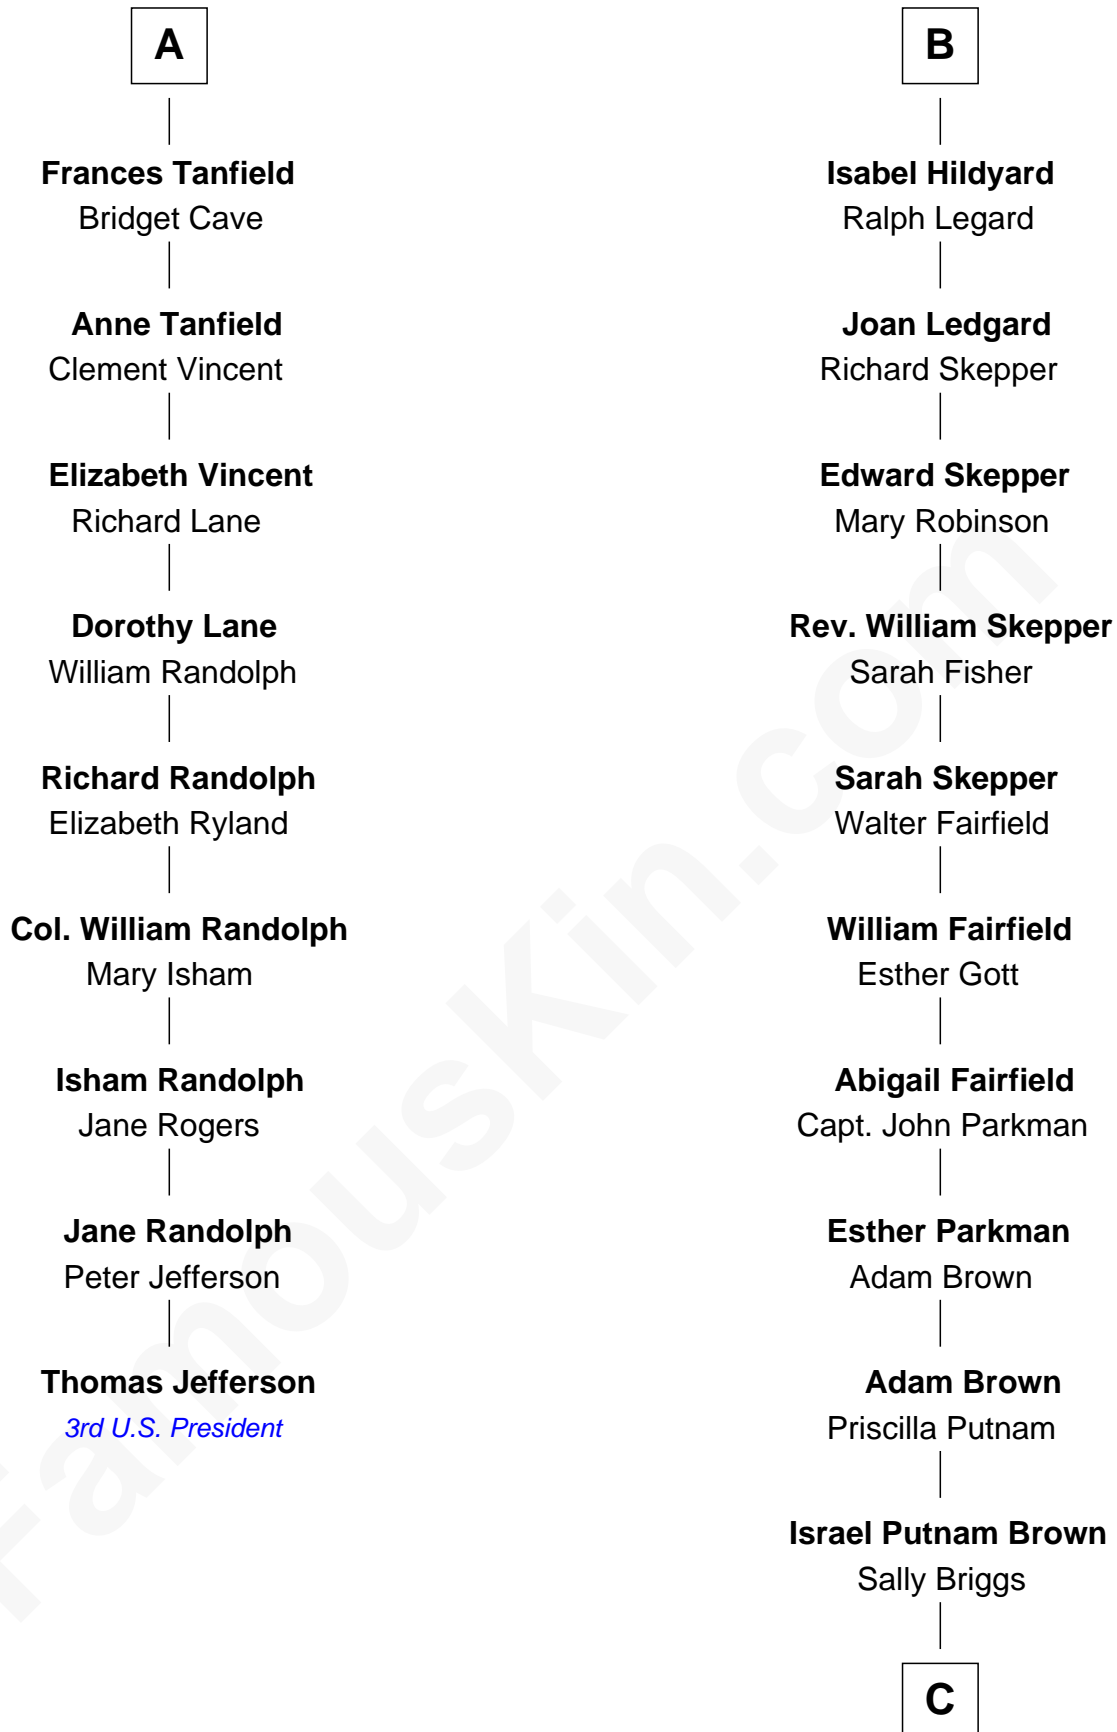 A
Frances Tanfield
Bridget Cave
Anne Tanfield
Clement Vincent
Elizabeth Vincent
Richard Lane
Dorothy Lane
William Randolph
Richard Randolph
Elizabeth Ryland
Col. William Randolph
Mary Isham
Isham Randolph
Jane Rogers
Jane Randolph
Peter Jefferson
Thomas Jefferson
3rd U.S. President
B
Isabel Hildyard
Ralph Legard
Joan Ledgard
Richard Skepper
Edward Skepper
Mary Robinson
Rev. William Skepper
Sarah Fisher
Sarah Skepper
Walter Fairfield
William Fairfield
Esther Gott
Abigail Fairfield
Capt. John Parkman
Esther Parkman
Adam Brown
Adam Brown
Priscilla Putnam
Israel Putnam Brown
Sally Briggs
C
FamousKin.com